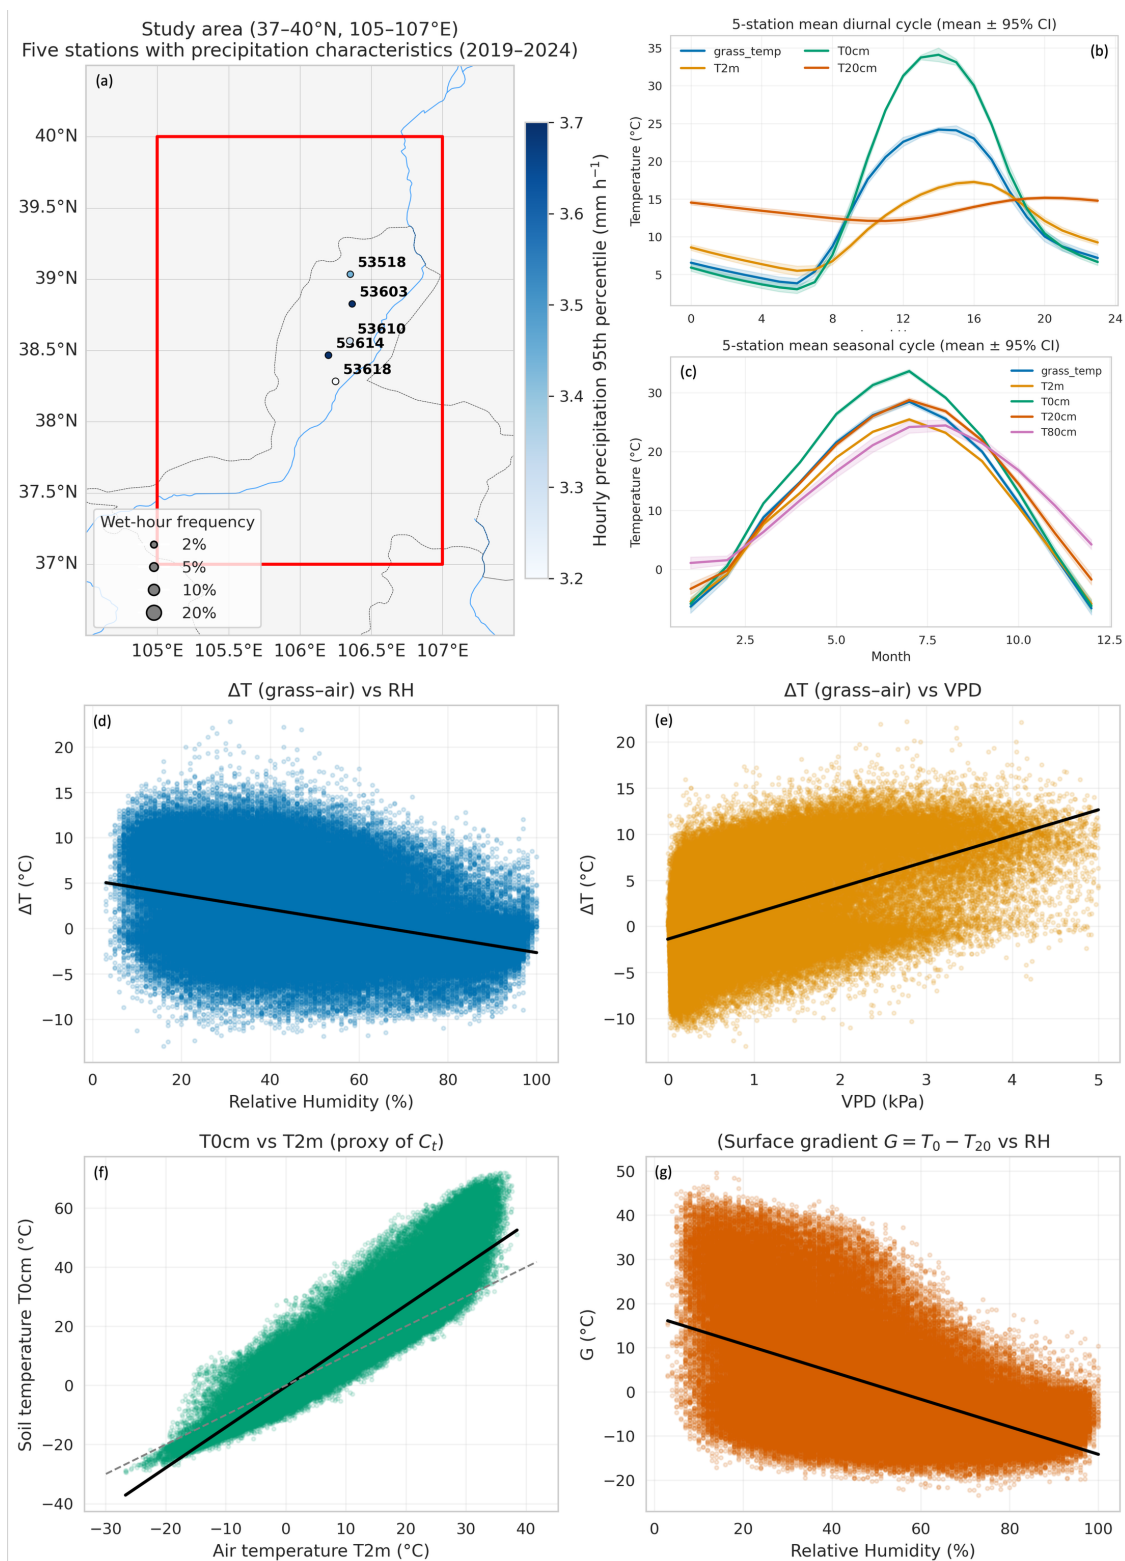 Study area (37–40°N, 105–107°E)
Five stations with precipitation characteristics (2019–2024)
(a)
40°N
39.5°N
39°N
38.5°N
38°N
37.5°N
37°N
53518
53603
53610
53614
53618
Wet-hour frequency
2%
5%
10%
20%
105°E
105.5°E
106°E
106.5°E
107°E
3.7
3.6
3.5
3.4
3.3
3.2
Hourly precipitation 95th percentile (mm h⁻¹)
5-station mean diurnal cycle (mean ± 95% CI)
(b)
grass_temp
T2m
T0cm
T20cm
Temperature (°C)
35
30
25
20
15
10
5
0
4
8
12
16
20
24
5-station mean seasonal cycle (mean ± 95% CI)
(c)
grass_temp
T2m
T0cm
T20cm
T80cm
Temperature (°C)
30
20
10
0
2.5
5.0
7.5
10.0
12.5
Month
ΔT (grass–air) vs RH
(d)
ΔT (°C)
20
15
10
5
0
−5
−10
0
20
40
60
80
100
Relative Humidity (%)
ΔT (grass–air) vs VPD
(e)
ΔT (°C)
20
15
10
5
0
−5
−10
0
1
2
3
4
5
VPD (kPa)
T0cm vs T2m (proxy of Cₜ)
(f)
Soil temperature T0cm (°C)
60
40
20
0
−20
−40
−30
−20
−10
0
10
20
30
40
Air temperature T2m (°C)
(Surface gradient G = T₀ − T₂₀ vs RH
(g)
G (°C)
50
40
30
20
10
0
−10
−20
0
20
40
60
80
100
Relative Humidity (%)